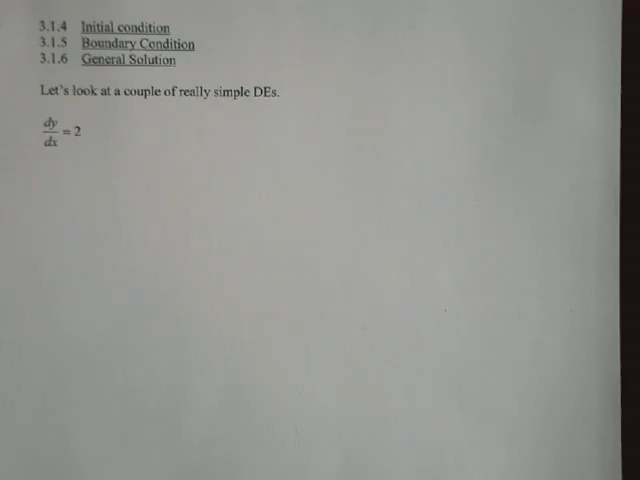 3.1.4 Initial condition
3.1.5 Boundary Condition
3.1.6 General Solution
Let's look at a couple of really simple DEs.
dy/dx = 2